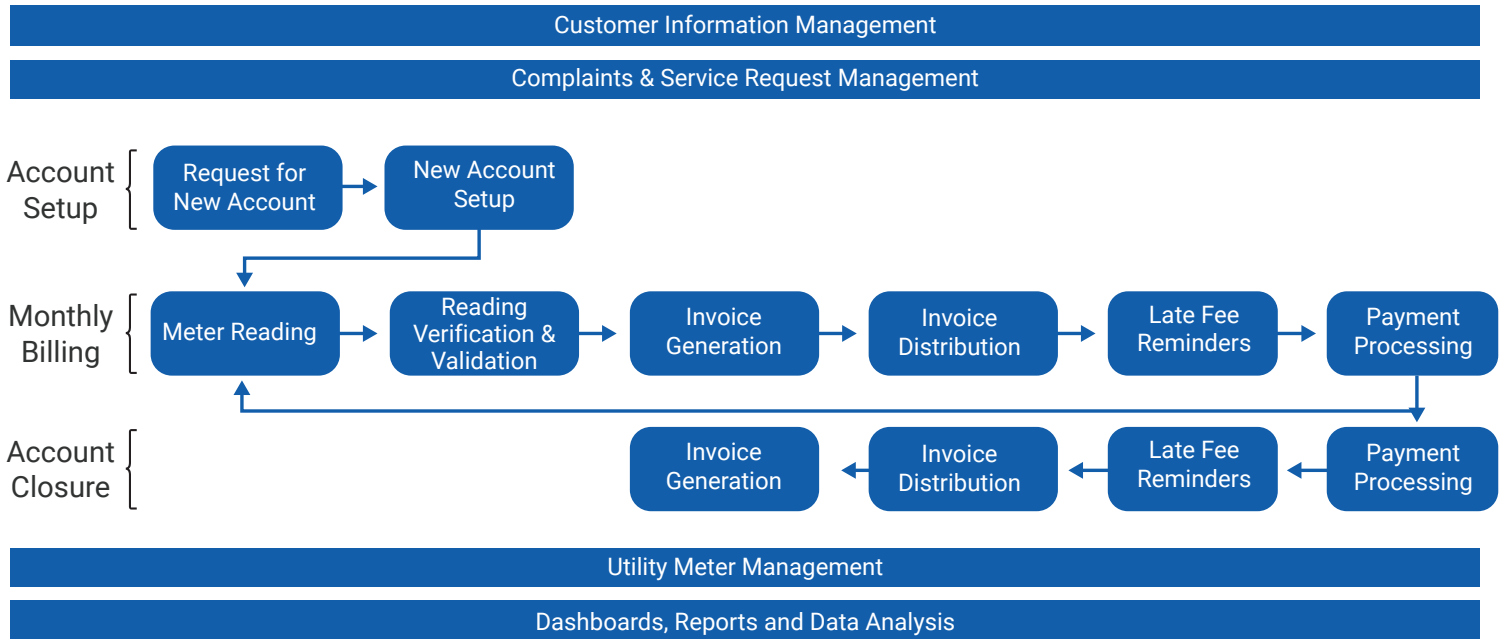 Customer Information Management
Complaints & Service Request Management
Account
Setup
Request for
New Account
New Account
Setup
Monthly
Billing
Meter Reading
Reading
Verification &
Validation
Invoice
Generation
Invoice
Distribution
Late Fee
Reminders
Payment
Processing
Account
Closure
Invoice
Generation
Invoice
Distribution
Late Fee
Reminders
Payment
Processing
Utility Meter Management
Dashboards, Reports and Data Analysis